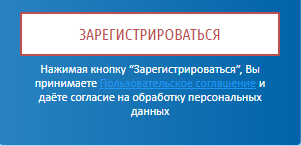 ЗАРЕГИСТРИРОВАТЬСЯ
Нажимая кнопку “Зарегистрироваться”, Вы
принимаете Пользовательское соглашение и
даёте согласие на обработку персональных
данных